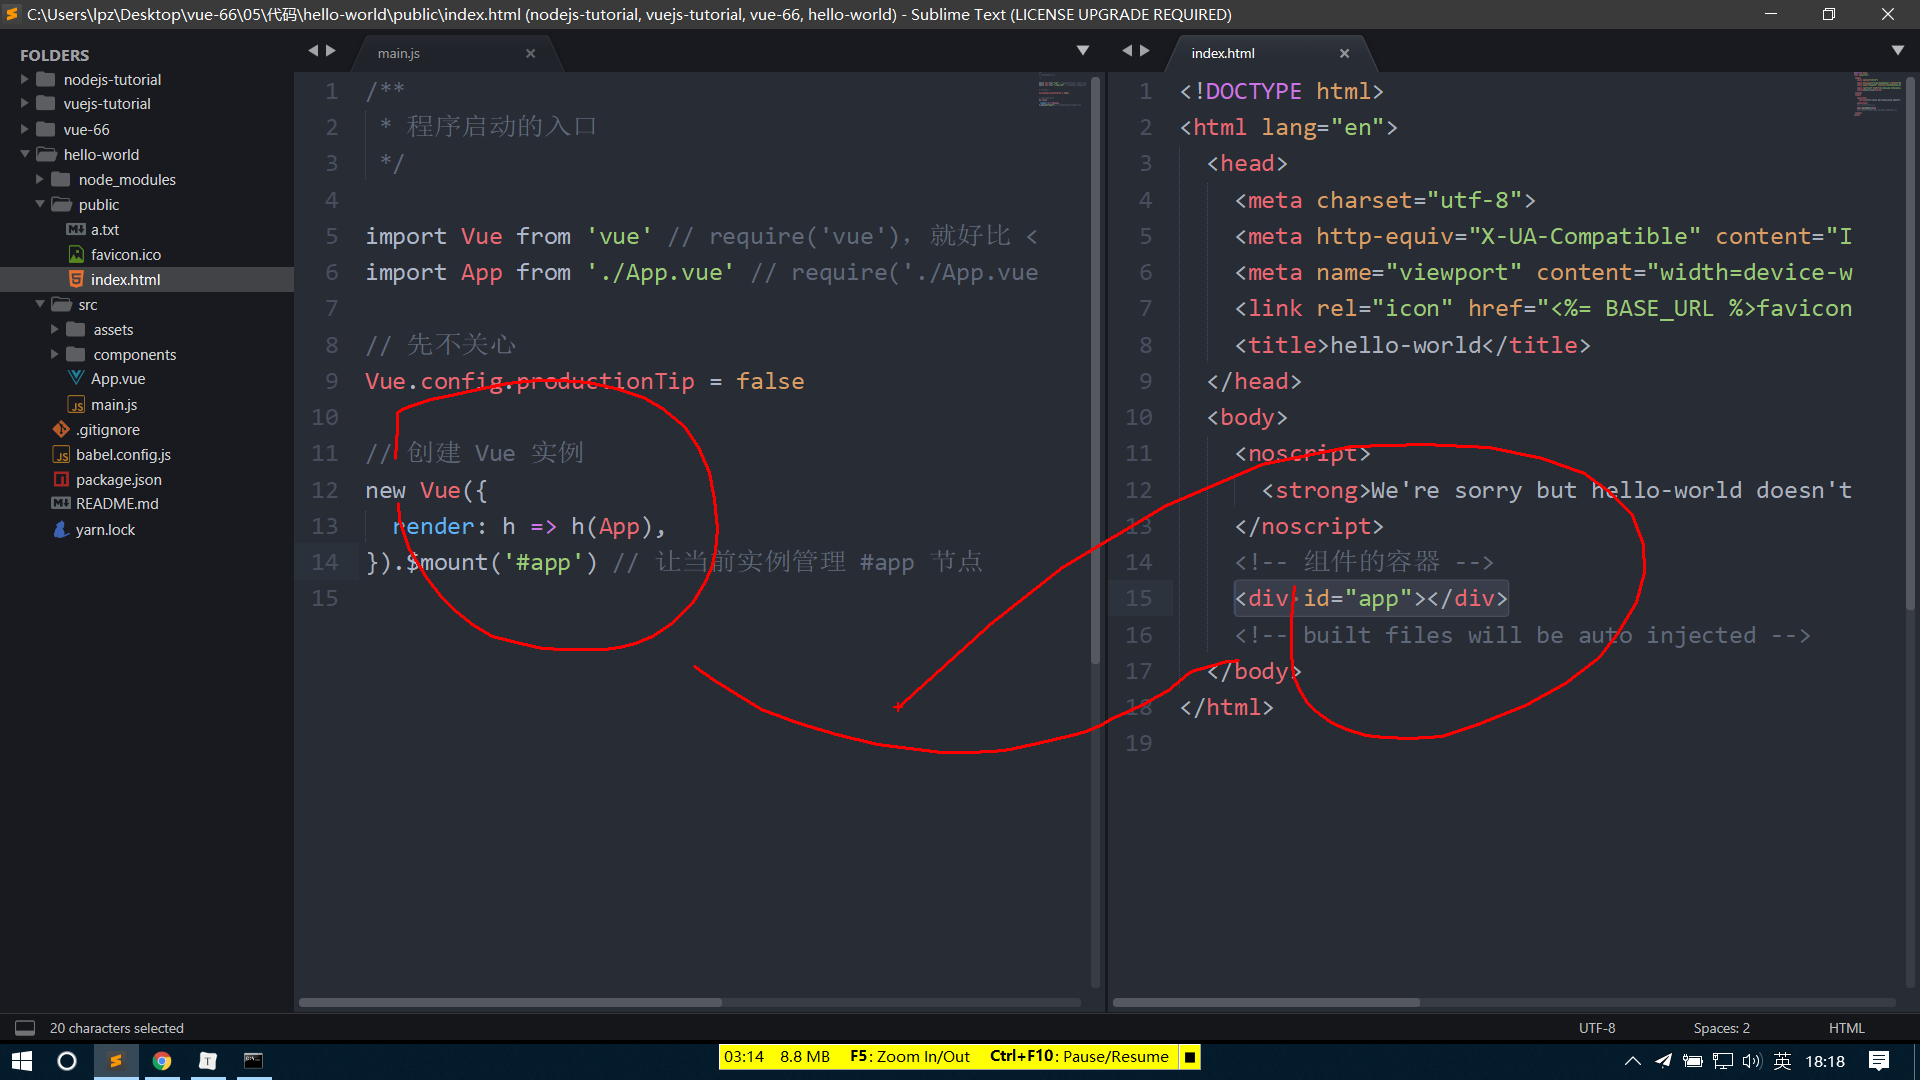 C:\Users\lpz\Desktop\vue-66\05\代码\hello-world\public\index.html (nodejs-tutorial, vuejs-tutorial, vue-66, hello-world) - Sublime Text (LICENSE UPGRADE REQUIRED)
FOLDERS
nodejs-tutorial
vuejs-tutorial
vue-66
hello-world
node_modules
public
a.txt
favicon.ico
index.html
src
assets
components
App.vue
main.js
.gitignore
babel.config.js
package.json
README.md
yarn.lock
main.js
1 /**
2 * 程序启动的入口
3 */
4
5 import Vue from 'vue' // require('vue'), 就好比 <
6 import App from './App.vue' // require('./App.vue
7
8 // 先不关心
9 Vue.config.productionTip = false
10
11 // 创建 Vue 实例
12 new Vue({
13 render: h => h(App),
14 }).$mount('#app') // 让当前实例管理 #app 节点
15
index.html
1 <!DOCTYPE html>
2 <html lang="en">
3 <head>
4 <meta charset="utf-8">
5 <meta http-equiv="X-UA-Compatible" content="I
6 <meta name="viewport" content="width=device-w
7 <link rel="icon" href="<%= BASE_URL %>favicon
8 <title>hello-world</title>
9 </head>
10 <body>
11 <noscript>
12 <strong>We're sorry but hello-world doesn't
13 </noscript>
14 <!-- 组件的容器 -->
15 <div id="app"></div>
16 <!-- built files will be auto injected -->
17 </body>
18 </html>
19
20 characters selected
UTF-8
Spaces: 2
HTML
03:14 8.8 MB F5: Zoom In/Out Ctrl+F10: Pause/Resume
英
18:18